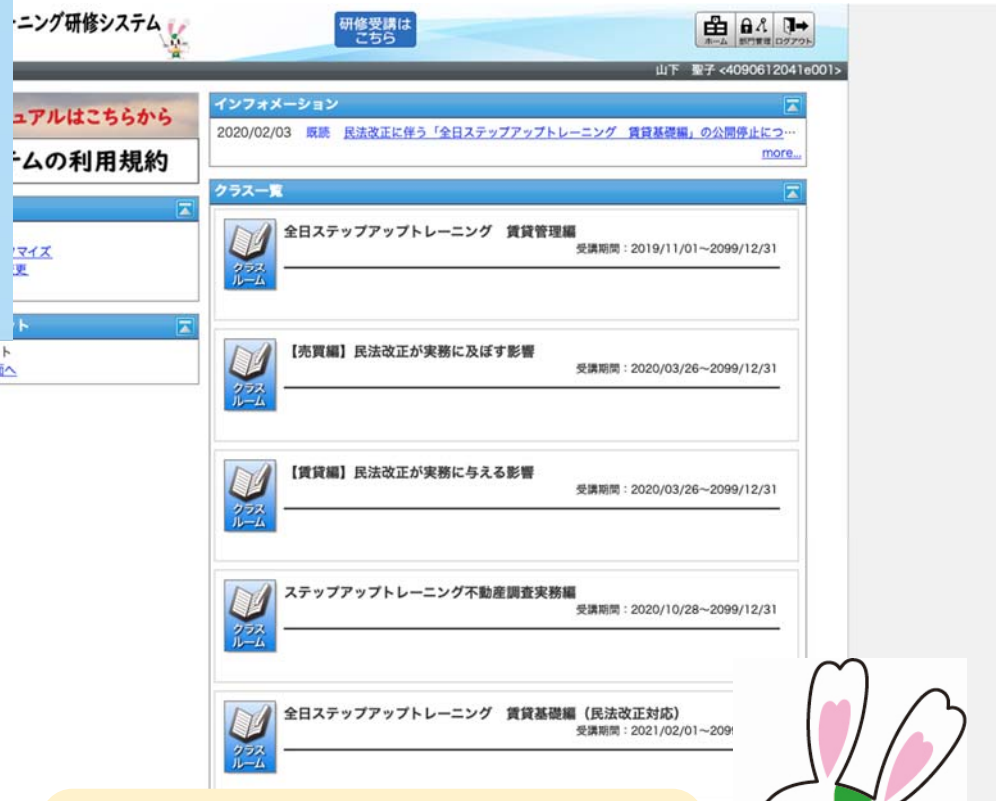 ーニング研修システム
研修受講は
こちら
ホーム 部門管理 ログアウト
山下 聖子 <4090612041e001>
ュアルはこちらから
テムの利用規約
マイズ
更
ト
ト
面へ
インフォメーション
2020/02/03 既読 民法改正に伴う「全日ステップアップトレーニング 賃貸基礎編」の公開停止につ…
more...
クラス一覧
クラス
ルーム
全日ステップアップトレーニング 賃貸管理編
受講期間：2019/11/01～2099/12/31
クラス
ルーム
【売買編】民法改正が実務に及ぼす影響
受講期間：2020/03/26～2099/12/31
クラス
ルーム
【賃貸編】民法改正が実務に与える影響
受講期間：2020/03/26～2099/12/31
クラス
ルーム
ステップアップトレーニング不動産調査実務編
受講期間：2020/10/28～2099/12/31
クラス
ルーム
全日ステップアップトレーニング 賃貸基礎編（民法改正対応）
受講期間：2021/02/01～209